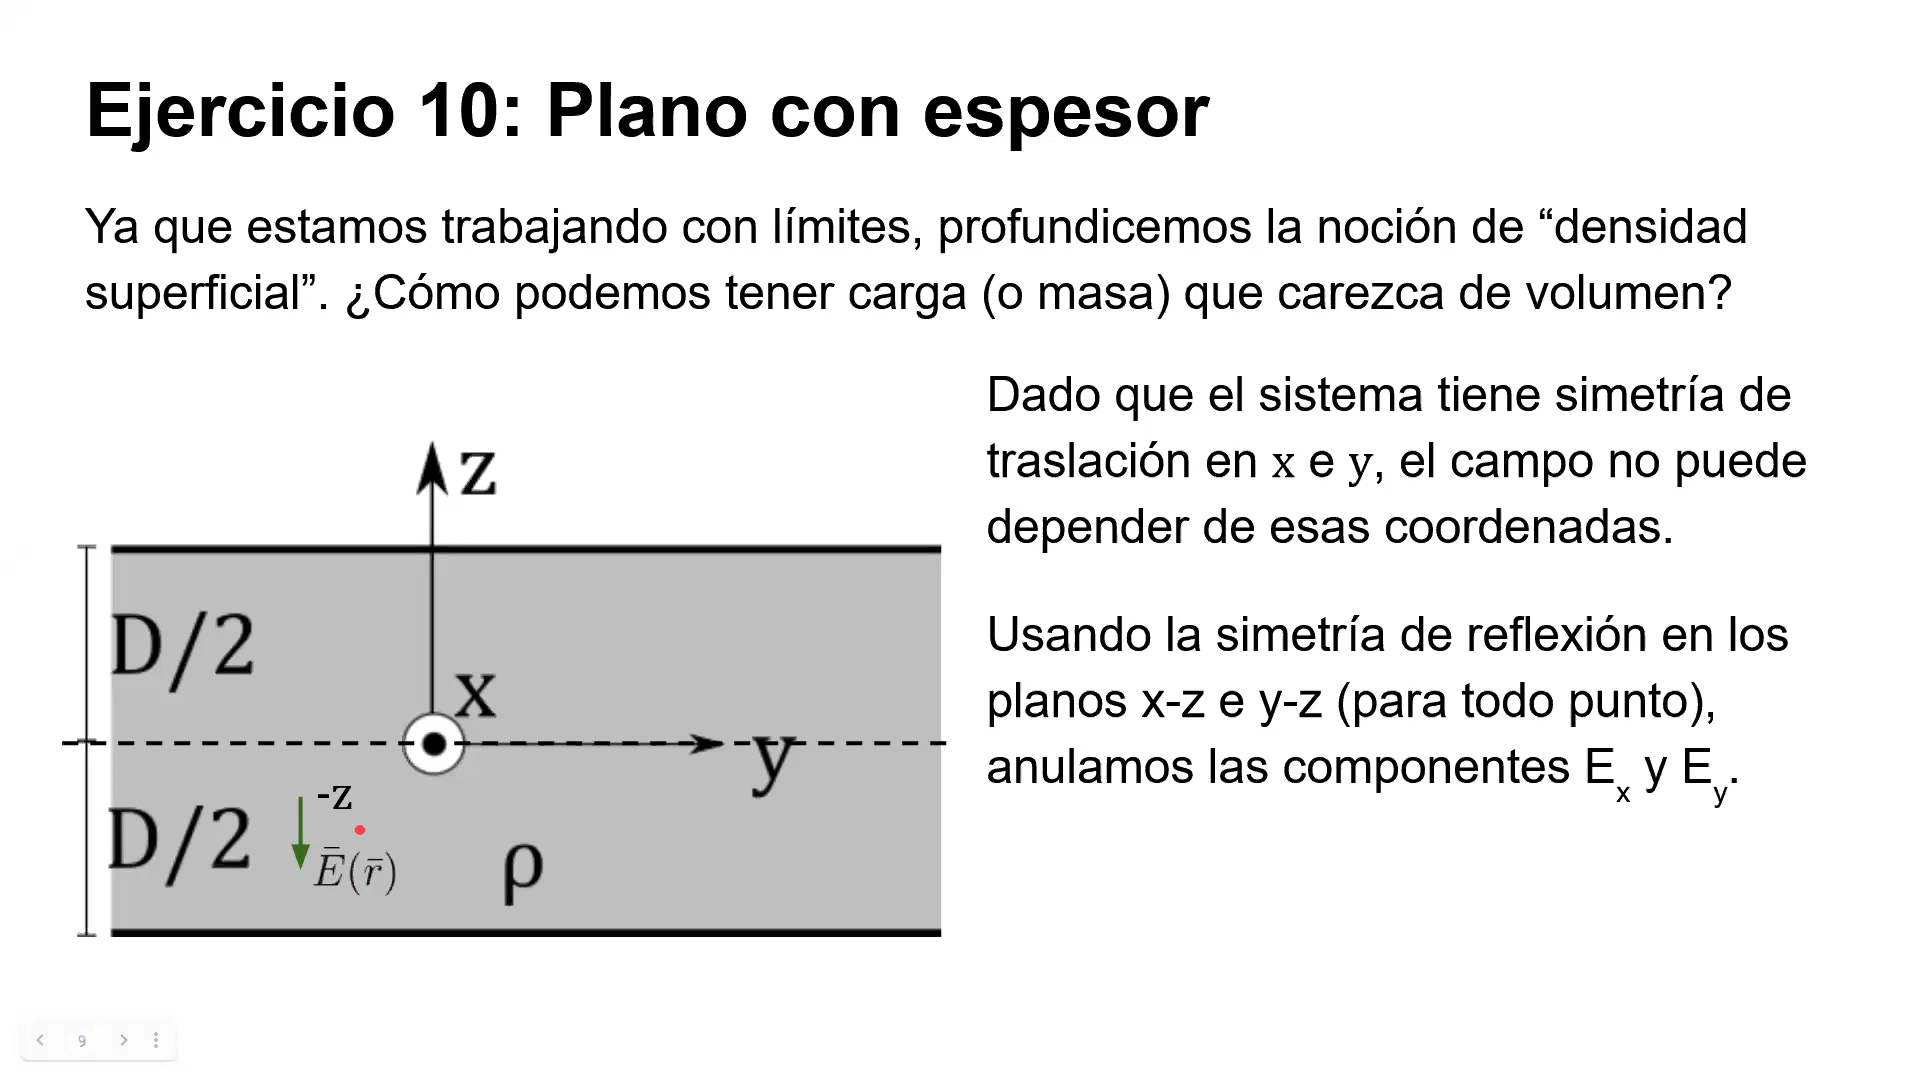 Ejercicio 10: Plano con espesor
Ya que estamos trabajando con límites, profundicemos la noción de “densidad
superficial”. ¿Cómo podemos tener carga (o masa) que carezca de volumen?
Dado que el sistema tiene simetría de
traslación en x e y, el campo no puede
depender de esas coordenadas.
Usando la simetría de reflexión en los
planos x-z e y-z (para todo punto),
anulamos las componentes Eₓ y E_y.
z
D/2
x
y
-z
D/2
Ē(r̄)
ρ
9